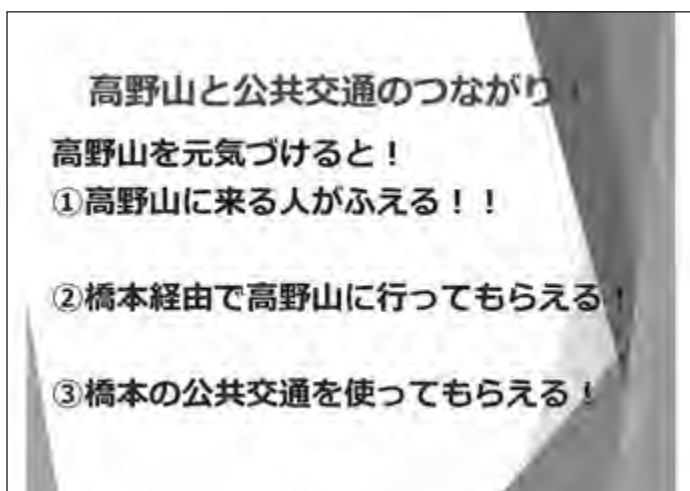 高野山と公共交通のつながり！
高野山を元気づけると！
①高野山に来る人がふえる！！
②橋本経由で高野山に行ってもらえる！
③橋本の公共交通を使ってもらえる！